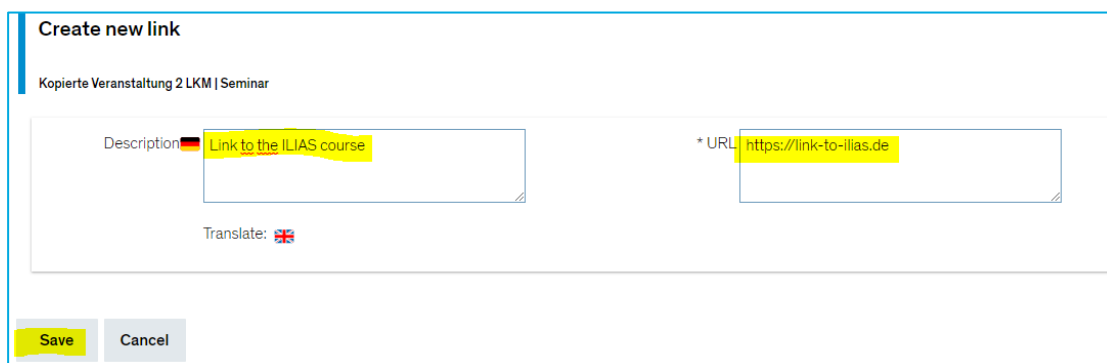 Create new link
Kopierte Veranstaltung 2 LKM | Seminar
Description Link to the ILIAS course * URL https://link-to-ilias.de
Translate:
Save Cancel